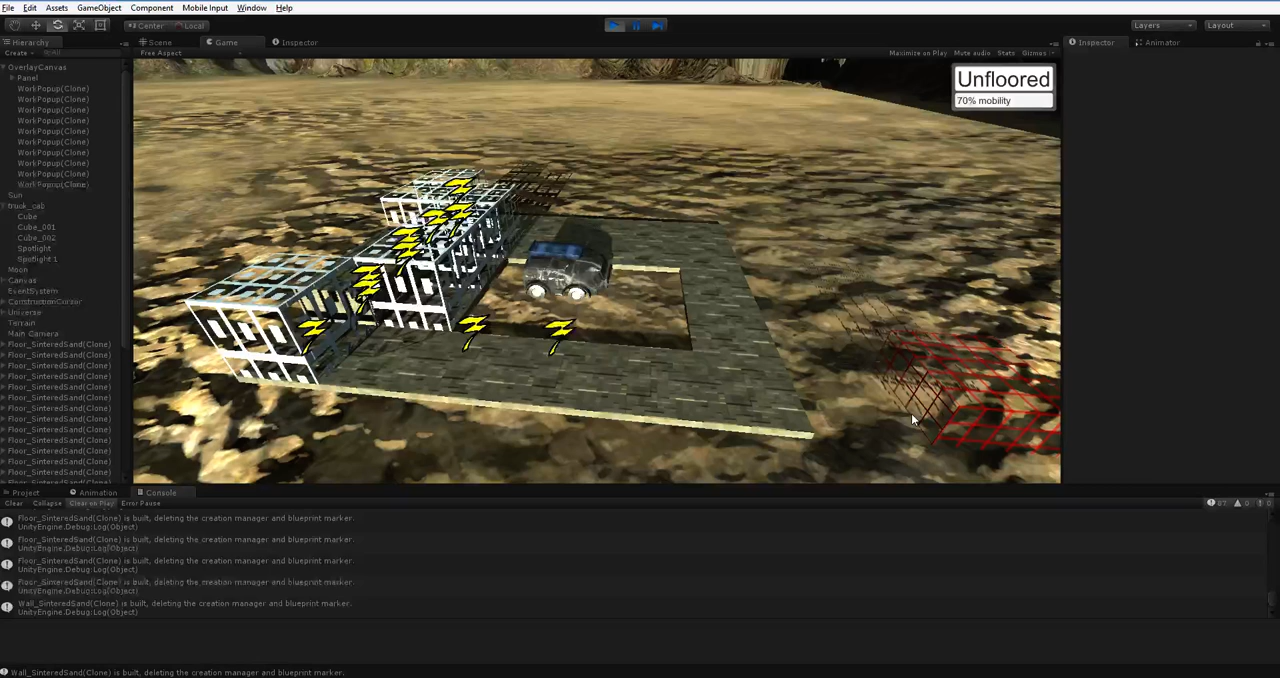 File Edit Assets GameObject Component Mobile Input Window Help
Center Local Layers Layout
Hierarchy Scene Game Inspector Inspector Animator
Create All Free Aspect Maximize on Play Mute audio Stats Gizmos
OverlayCanvas
Panel
WorkPopup(Clone)
WorkPopup(Clone)
WorkPopup(Clone)
WorkPopup(Clone)
WorkPopup(Clone)
WorkPopup(Clone)
WorkPopup(Clone)
WorkPopup(Clone)
WorkPopup(Clone)
WorkPopup(Clone)
Sun
truck_cab
Cube
Cube_001
Cube_002
Spotlight
Spotlight 1
Moon
Canvas
EventSystem
ConstructionCursor
Universe
Terrain
Main Camera
Floor_SinteredSand(Clone)
Floor_SinteredSand(Clone)
Floor_SinteredSand(Clone)
Floor_SinteredSand(Clone)
Floor_SinteredSand(Clone)
Floor_SinteredSand(Clone)
Floor_SinteredSand(Clone)
Floor_SinteredSand(Clone)
Floor_SinteredSand(Clone)
Floor_SinteredSand(Clone)
Floor_SinteredSand(Clone)
Floor_SinteredSand(Clone)
Floor_SinteredSand(Clone)
Unfloored
70% mobility
Project Animation Console
Clear Collapse Clear on Play Error Pause 87 0 0
Floor_SinteredSand(Clone) is built, deleting the creation manager and blueprint marker.
UnityEngine.Debug:Log(Object)
Floor_SinteredSand(Clone) is built, deleting the creation manager and blueprint marker.
UnityEngine.Debug:Log(Object)
Floor_SinteredSand(Clone) is built, deleting the creation manager and blueprint marker.
UnityEngine.Debug:Log(Object)
Floor_SinteredSand(Clone) is built, deleting the creation manager and blueprint marker.
UnityEngine.Debug:Log(Object)
Wall_SinteredSand(Clone) is built, deleting the creation manager and blueprint marker.
UnityEngine.Debug:Log(Object)
Wall_SinteredSand(Clone) is built, deleting the creation manager and blueprint marker.